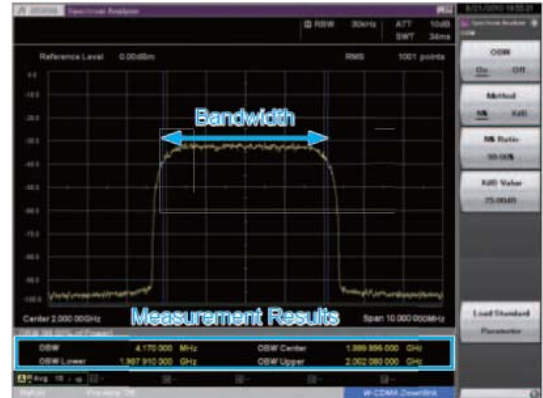 Spectrum Analyzer
RBW 30kHz ATT 10dB
SWT 34ms
Reference Level 0.00dBm RMS 1001 points
Bandwidth
Center 2.000 00GHz Span 10.000 000MHz
Measurement Results
OBW 4.170 000 MHz OBW Center 1.999 995 000 GHz
OBW Lower 1.997 910 000 GHz OBW Upper 2.002 080 000 GHz
W-CDMA Downlink
Spectrum Analyzer
OBW
OBW
On Off
Method
N% XdB
N% Ratio
99.00%
XdB Value
25.00dB
Load Standard
Parameter